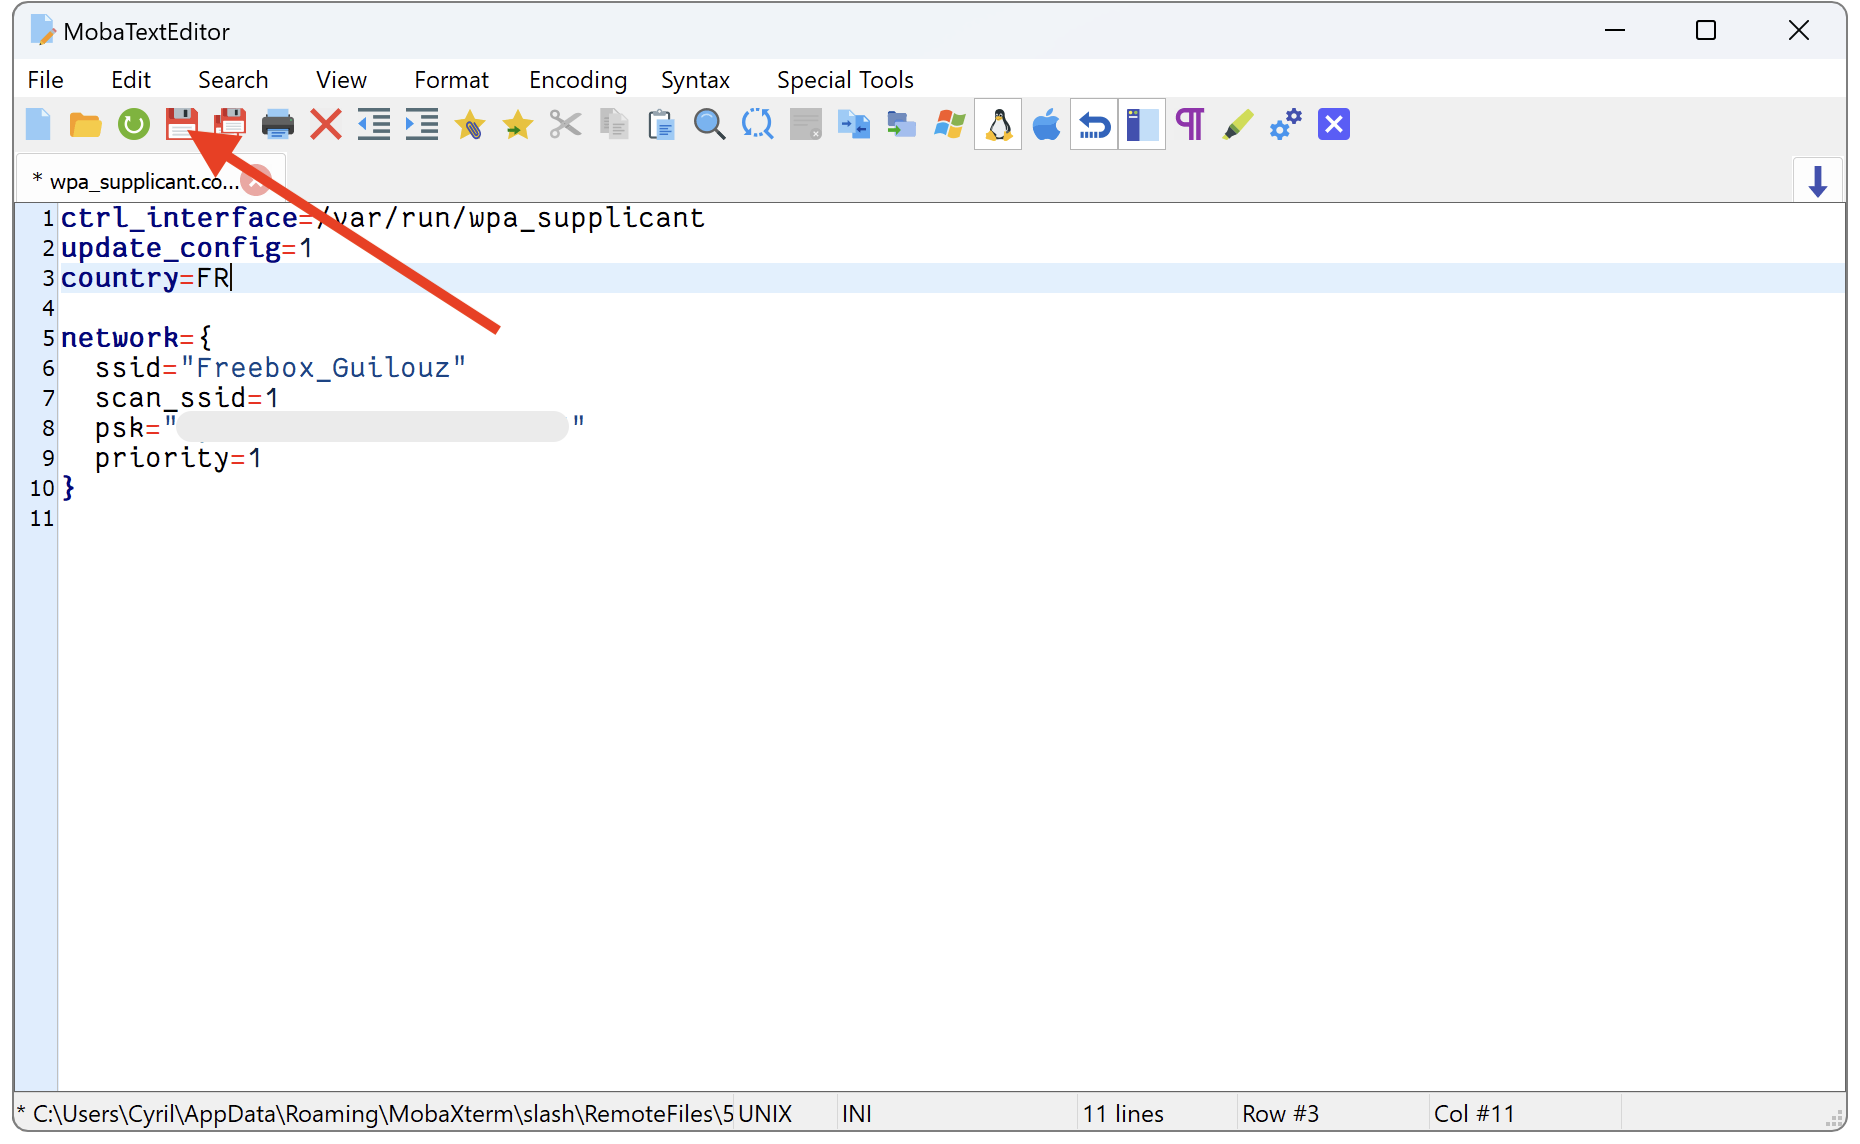 MobaTextEditor
File Edit Search View Format Encoding Syntax Special Tools
* wpa_supplicant.co...
1 ctrl_interface=/var/run/wpa_supplicant
2 update_config=1
3 country=FR
4
5 network={
6 ssid="Freebox_Guilouz"
7 scan_ssid=1
8 psk=" "
9 priority=1
10 }
11
* C:\Users\Cyril\AppData\Roaming\MobaXterm\slash\RemoteFiles\5 UNIX INI 11 lines Row #3 Col #11